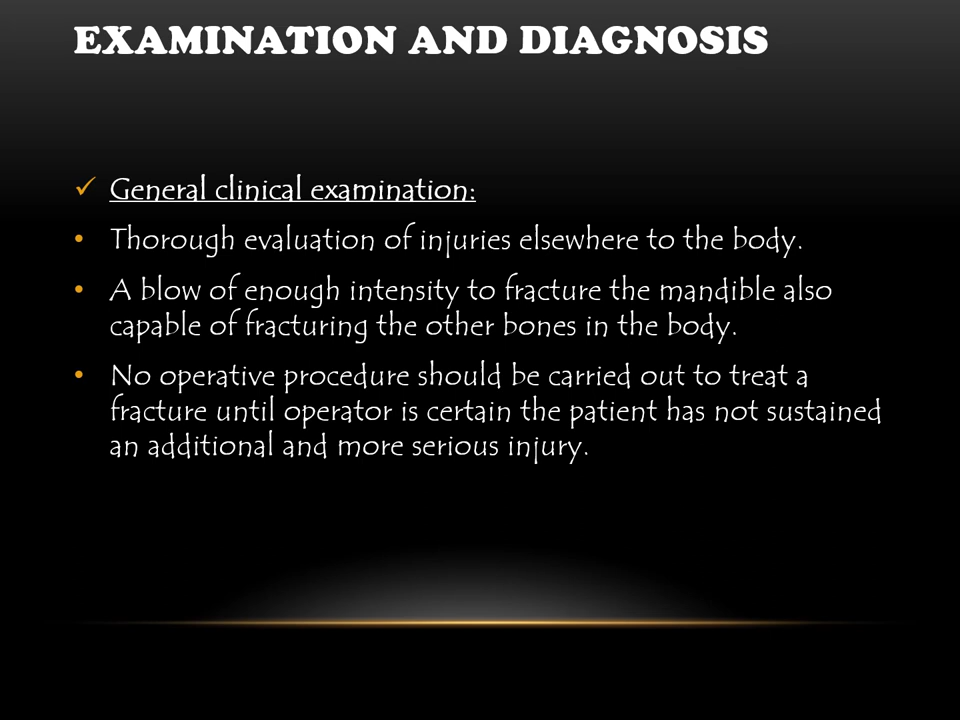 EXAMINATION AND DIAGNOSIS
✓ General clinical examination:
• Thorough evaluation of injuries elsewhere to the body.
• A blow of enough intensity to fracture the mandible also
capable of fracturing the other bones in the body.
• No operative procedure should be carried out to treat a
fracture until operator is certain the patient has not sustained
an additional and more serious injury.